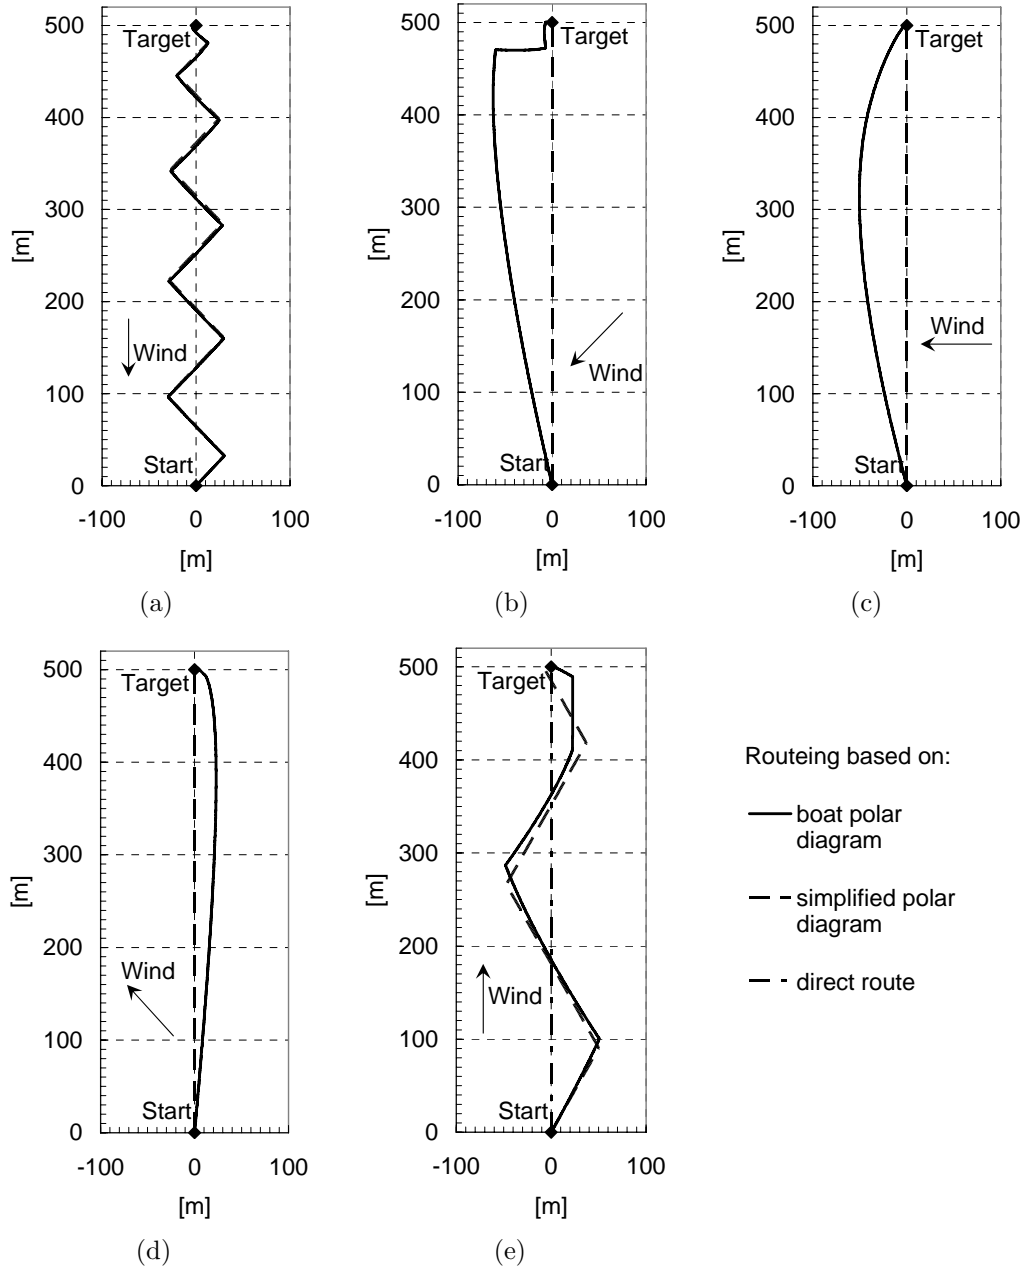 500
Target
400
300
[m]
200
Wind
100
Start
0
-100 0 100
[m]
(a)
500
Target
400
300
[m]
200
Wind
100
Start
0
-100 0 100
[m]
(b)
500
Target
400
300
[m]
200
Wind
100
Start
0
-100 0 100
[m]
(c)
500
Target
400
300
[m]
200
Wind
100
Start
0
-100 0 100
[m]
(d)
500
Target
400
300
[m]
200
Wind
100
Start
0
-100 0 100
[m]
(e)
Routeing based on:
boat polar
diagram
simplified polar
diagram
direct route